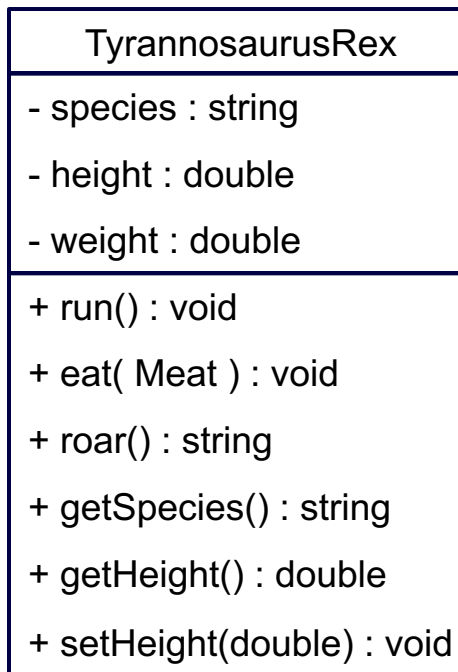 TyrannosaurusRex
- species : string
- height : double
- weight : double
+ run() : void
+ eat( Meat ) : void
+ roar() : string
+ getSpecies() : string
+ getHeight() : double
+ setHeight(double) : void